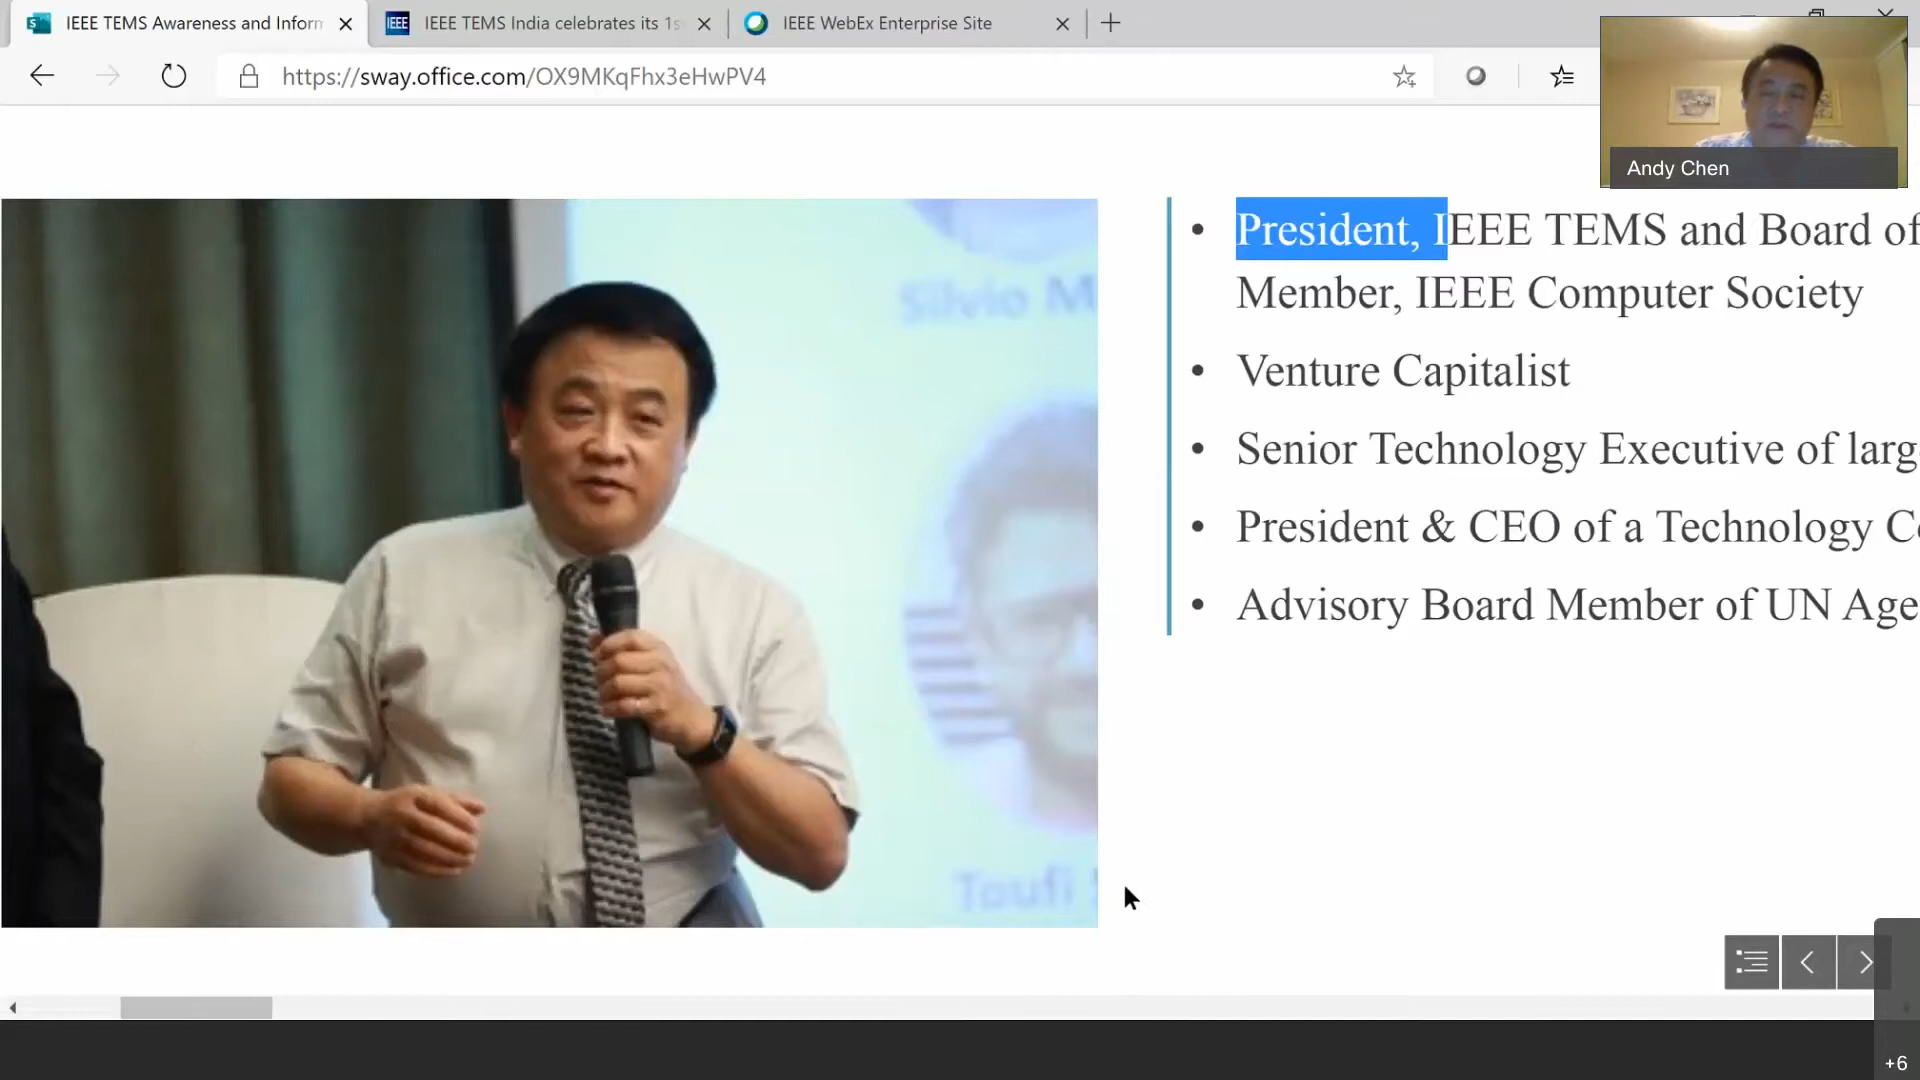 IEEE TEMS Awareness and Inform
IEEE TEMS India celebrates its 1s
IEEE WebEx Enterprise Site
https://sway.office.com/OX9MKqFhx3eHwPV4
Andy Chen
Silvio M
Taufi
• President, IEEE TEMS and Board of
Member, IEEE Computer Society
• Venture Capitalist
• Senior Technology Executive of larg
• President & CEO of a Technology C
• Advisory Board Member of UN Age
+6